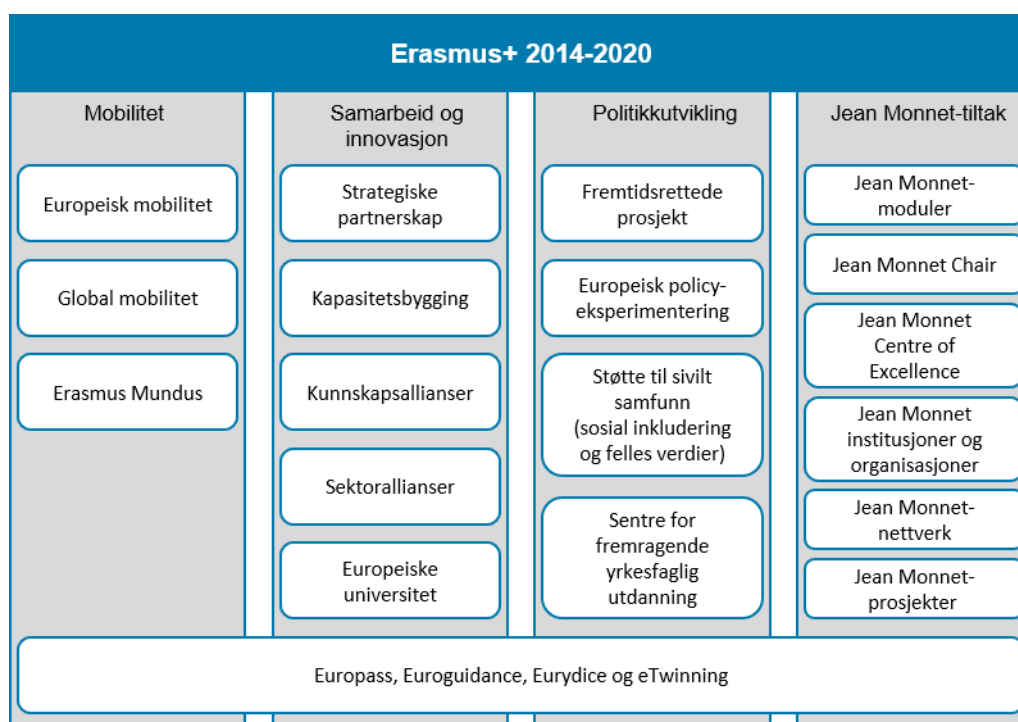 Erasmus+ 2014-2020
Mobilitet
Europeisk mobilitet
Global mobilitet
Erasmus Mundus
Samarbeid og
innovasjon
Strategiske
partnerskap
Kapasitetsbygging
Kunnskapsallianser
Sektorallianser
Europeiske
universitet
Politikkutvikling
Fremtidsrettede
prosjekt
Europeisk policy-
eksperimentering
Støtte til sivilt
samfunn
(sosial inkludering
og felles verdier)
Sentre for
fremragende
yrkesfaglig
utdanning
Jean Monnet-tiltak
Jean Monnet-
moduler
Jean Monnet Chair
Jean Monnet
Centre of
Excellence
Jean Monnet
institusjoner og
organisasjoner
Jean Monnet-
nettverk
Jean Monnet-
prosjekter
Europass, Euroguidance, Eurydice og eTwinning